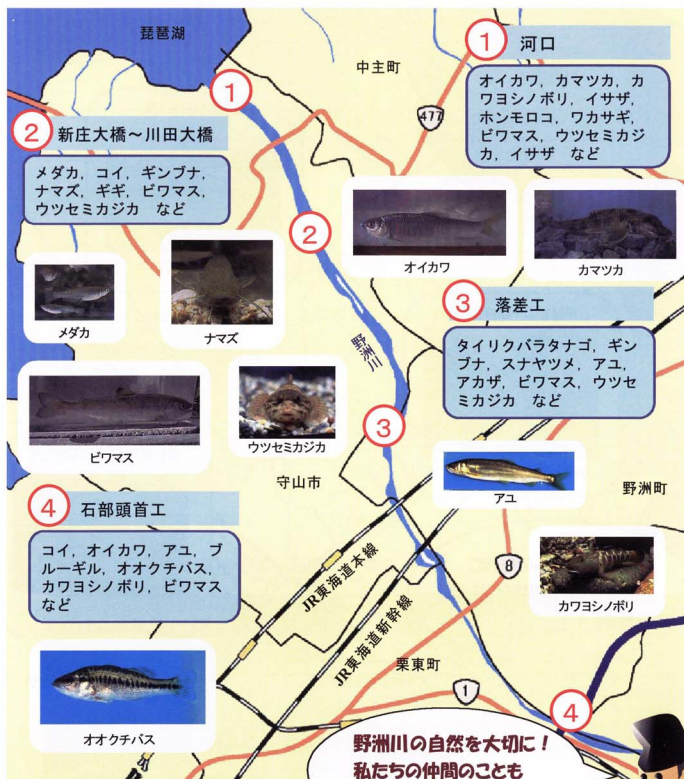 琵琶湖
中主町
1 河口
オイカワ, カマツカ, カ
ワヨシノボリ, イサザ,
ホンモロコ, ワカサギ,
ビワマス, ウツセミカジ
カ, イサザ など
1
477
2 新庄大橋～川田大橋
メダカ, コイ, ギンブナ,
ナマズ, ギギ, ビワマス,
ウツセミカジカ など
2
オイカワ
カマツカ
メダカ
ナマズ
野洲川
3 落差工
タイリクバラタナゴ, ギン
ブナ, スナヤツメ, アユ,
アカザ, ビワマス, ウツセ
ミカジカ など
ビワマス
ウツセミカジカ
3
守山市
アユ
野洲町
4 石部頭首工
コイ, オイカワ, アユ, ブ
ルーギル, オオクチバス,
カワヨシノボリ, ビワマス
など
JR東海道本線
JR東海道新幹線
8
カワヨシノボリ
栗東町
1
4
オオクチバス
野洲川の自然を大切に！
私たちの仲間のことも